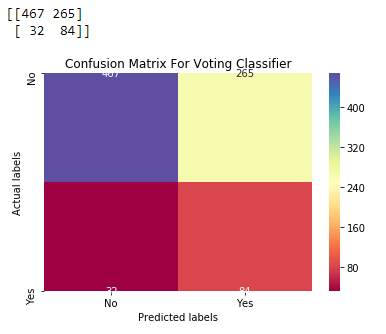 [[467 265]
[ 32 84]]
Confusion Matrix For Voting Classifier
No
467
265
400
320
240
160
80
Actual labels
Yes
32
84
No
Yes
Predicted labels